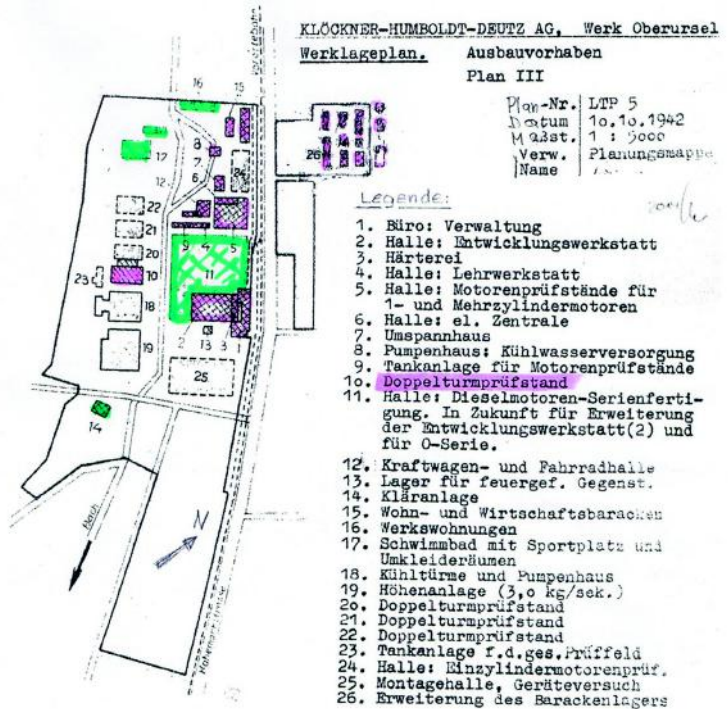 KLÖCKNER-HUMBOLDT-DEUTZ AG, Werk Oberursel
Werklageplan. Ausbauvorhaben
Plan III
Plan-Nr. LTP 5
Datum 10.10.1942
Maßst. 1 : 5000
Verw. Planungsmappe
Name
Legende:
1. Büro: Verwaltung
2. Halle: Entwicklungswerkstatt
3. Härterei
4. Halle: Lehrwerkstatt
5. Halle: Motorenprüfstände für
1- und Mehrzylindermotoren
6. Halle: el. Zentrale
7. Umspannhaus
8. Pumpenhaus: Kühlwasserversorgung
9. Tankanlage für Motorenprüfstände
1o. Doppelturmprüfstand
11. Halle: Dieselmotoren-Serienferti-
gung. In Zukunft für Erweiterung
der Entwicklungswerkstatt(2) und
für O-Serie.
12. Kraftwagen- und Fahrradhalle
13. Lager für feuergef. Gegenst.
14. Kläranlage
15. Wohn- und Wirtschaftsbaracken
16. Werkswohnungen
17. Schwimmbad mit Sportplatz und
Umkleideräumen
18. Kühltürme und Pumpenhaus
19. Höhenanlage (3,o kg/sek.)
2o. Doppelturmprüfstand
21. Doppelturmprüfstand
22. Doppelturmprüfstand
23. Tankanlage f.d.ges.Prüffeld
24. Halle: Einzylindermotorenprüf.
25. Montagehalle, Geräteversuch
26. Erweiterung des Barackenlagers
16 15
17
8
7
6
12
24
26
22
21
20
23 10
9 4 5
11
18
19
2 13 3 1
25
14
N